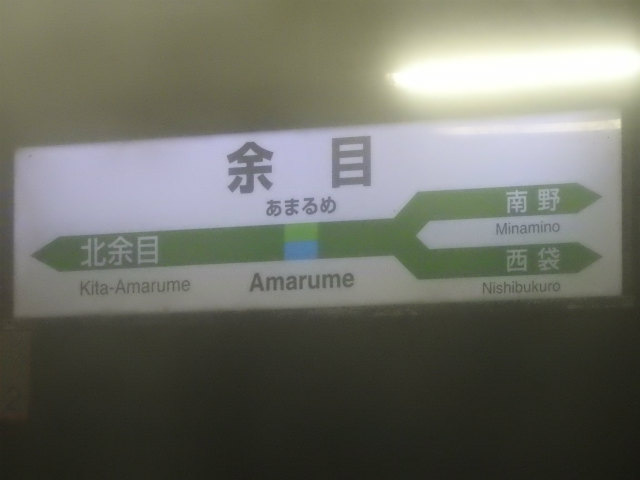 余目
あまるめ
北余目
Kita-Amarume
Amarume
南野
Minamino
西袋
Nishibukuro